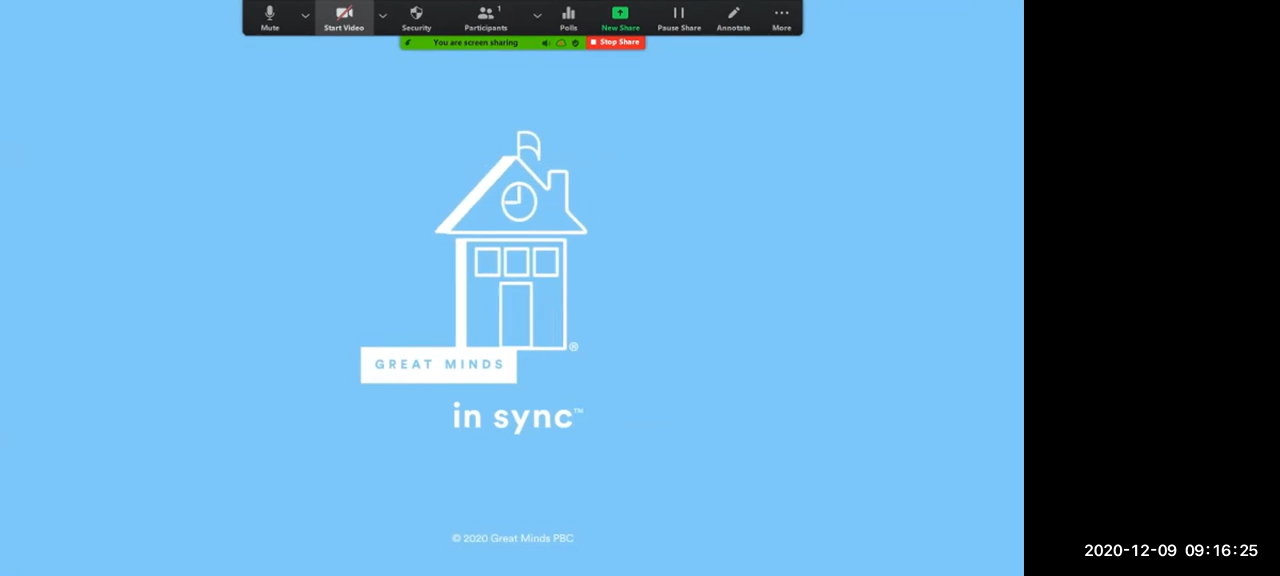 1
Mute Start Video Security Participants Polls New Share Pause Share Annotate More
You are screen sharing Stop Share
®
GREAT MINDS
in sync™
© 2020 Great Minds PBC
2020-12-09 09:16:25